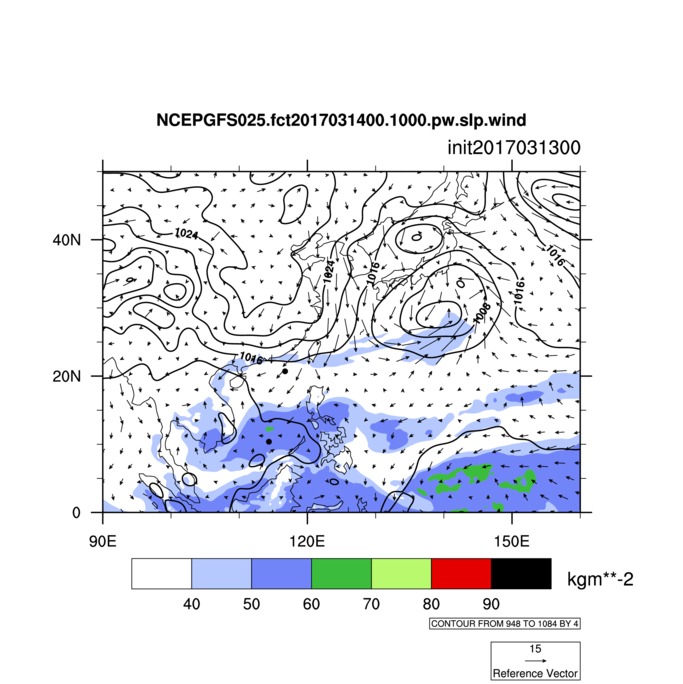 NCEPGFS025.fct2017031400.1000.pw.slp.wind
init2017031300
40N
20N
0
1024
1024
1016
1016
1016
1008
1016
90E
120E
150E
40
50
60
70
80
90
kgm**-2
CONTOUR FROM 948 TO 1084 BY 4
15
Reference Vector